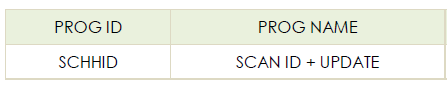 PROG ID PROG NAME
SCHHID SCAN ID + UPDATE